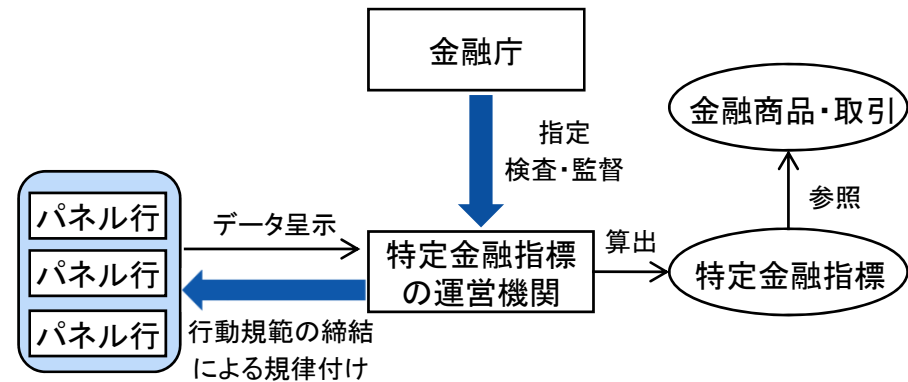 金融庁
指定
検査・監督
金融商品・取引
参照
パネル行
パネル行
パネル行
データ呈示
特定金融指標
の運営機関
算出
特定金融指標
行動規範の締結
による規律付け